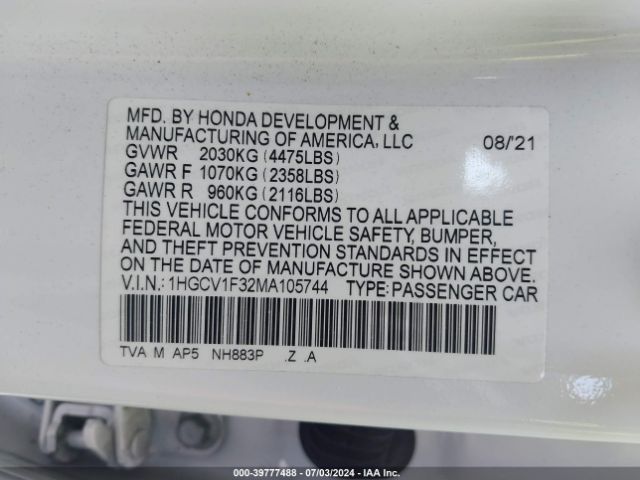 MFD. BY HONDA DEVELOPMENT &
MANUFACTURING OF AMERICA, LLC 08/'21
GVWR 2030KG (4475LBS)
GAWR F 1070KG (2358LBS)
GAWR R 960KG (2116LBS)
THIS VEHICLE CONFORMS TO ALL APPLICABLE
FEDERAL MOTOR VEHICLE SAFETY, BUMPER,
AND THEFT PREVENTION STANDARDS IN EFFECT
ON THE DATE OF MANUFACTURE SHOWN ABOVE.
V.I.N.: 1HGCV1F32MA105744 TYPE: PASSENGER CAR
TVA M AP5 NH883P .Z .A
000-39777488 - 07/03/2024 - IAA Inc.